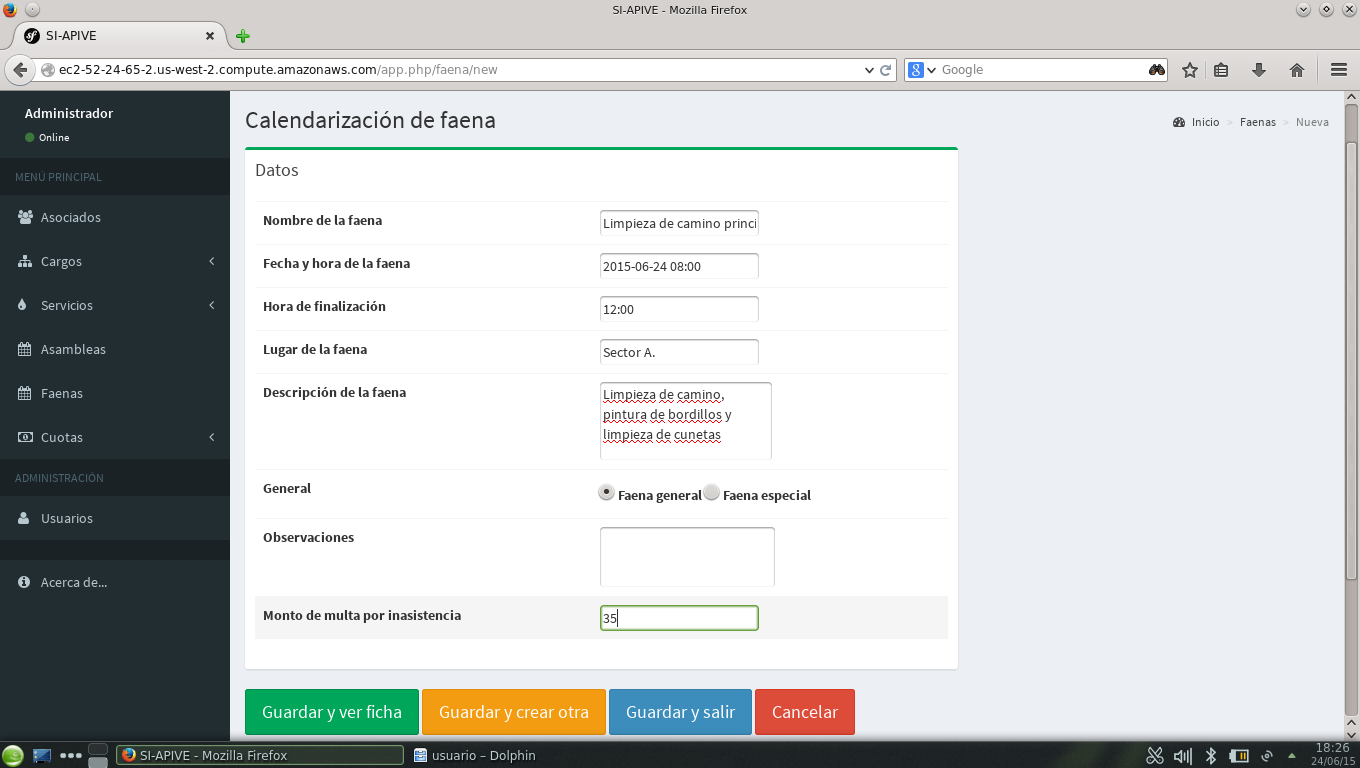 SI-APIVE - Mozilla Firefox
SI-APIVE
ec2-52-24-65-2.us-west-2.compute.amazonaws.com/app.php/faena/new
Google
Administrador
Online
MENÚ PRINCIPAL
Asociados
Cargos
Servicios
Asambleas
Faenas
Cuotas
ADMINISTRACIÓN
Usuarios
Acerca de...
Calendarización de faena
Inicio > Faenas > Nueva
Datos
Nombre de la faena
Limpieza de camino princi
Fecha y hora de la faena
2015-06-24 08:00
Hora de finalización
12:00
Lugar de la faena
Sector A.
Descripción de la faena
Limpieza de camino,
pintura de bordillos y
limpieza de cunetas
General
Faena general Faena especial
Observaciones
Monto de multa por inasistencia
35
Guardar y ver ficha
Guardar y crear otra
Guardar y salir
Cancelar
SI-APIVE - Mozilla Firefox
usuario – Dolphin
18:26
24/06/15